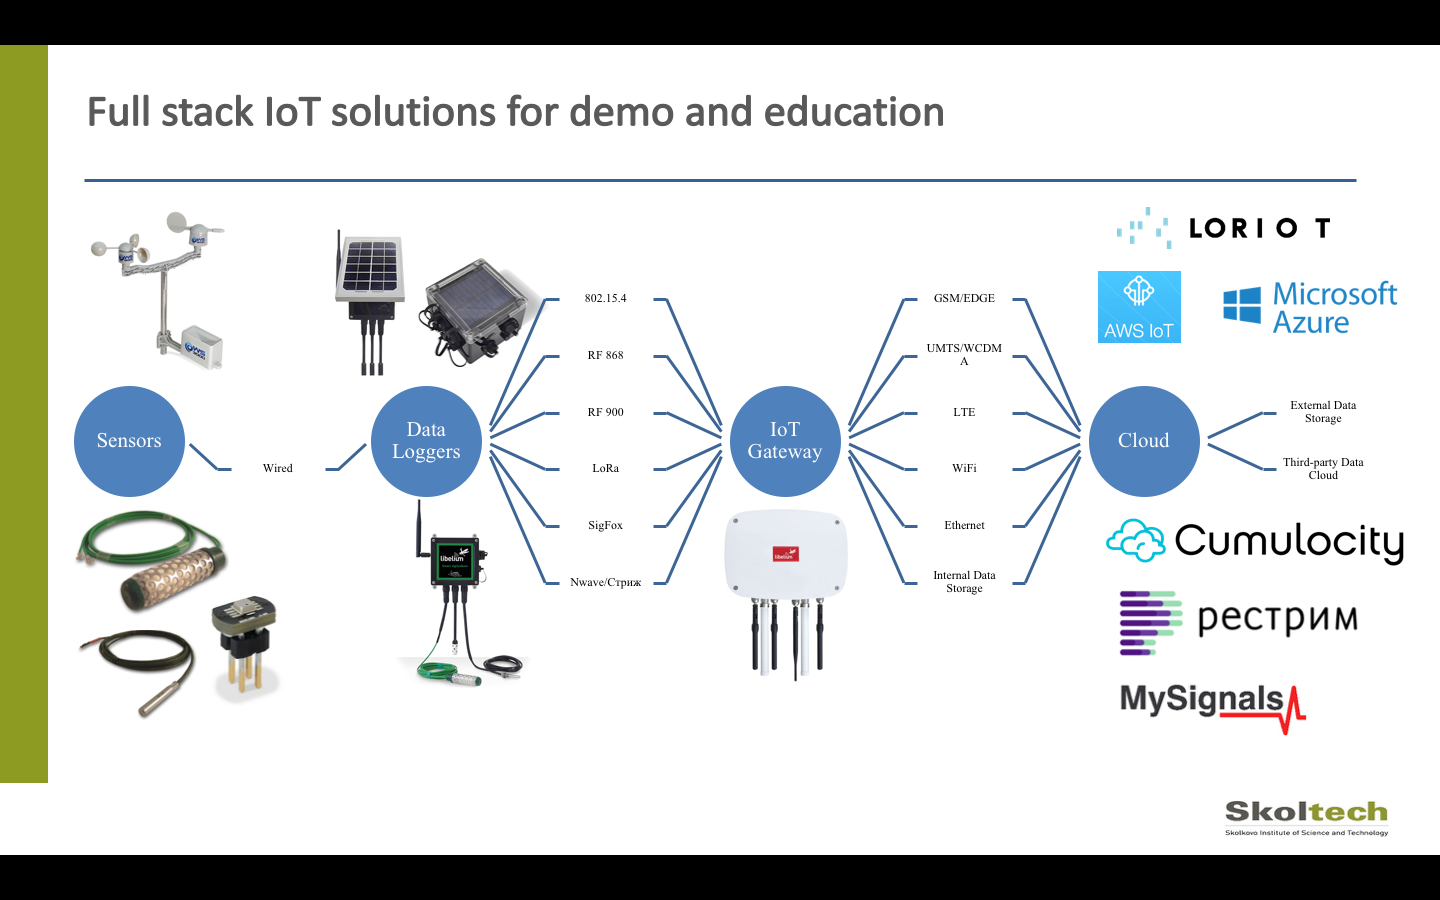 Full stack IoT solutions for demo and education
LORIOT
AWS IoT
Microsoft
Azure
802.15.4
RF 868
RF 900
LoRa
SigFox
Nwave/Стриж
GSM/EDGE
UMTS/WCDM
A
LTE
WiFi
Ethernet
Internal Data
Storage
Sensors
Wired
Data
Loggers
IoT
Gateway
Cloud
External Data
Storage
Third-party Data
Cloud
libelium
libelium
Cumulocity
рестрим
MySignals
Skoltech
Skolkovo Institute of Science and Technology